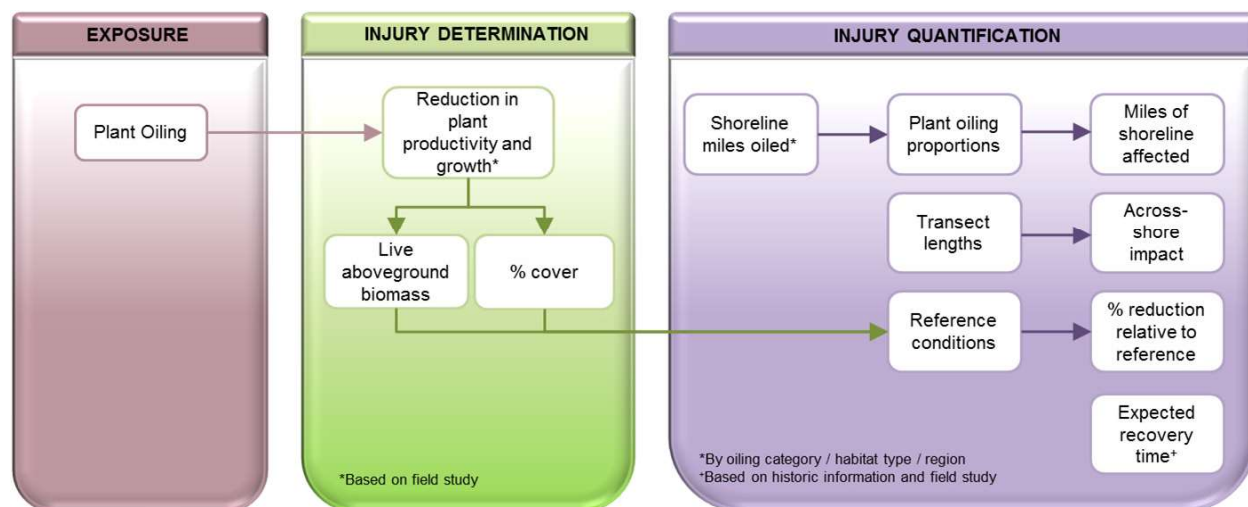 EXPOSURE
Plant Oiling
INJURY DETERMINATION
Reduction in
plant
productivity and
growth*
Live
aboveground
biomass
% cover
*Based on field study
INJURY QUANTIFICATION
Shoreline
miles oiled*
Plant oiling
proportions
Miles of
shoreline
affected
Transect
lengths
Across-
shore
impact
Reference
conditions
% reduction
relative to
reference
Expected
recovery
time⁺
*By oiling category / habitat type / region
⁺Based on historic information and field study